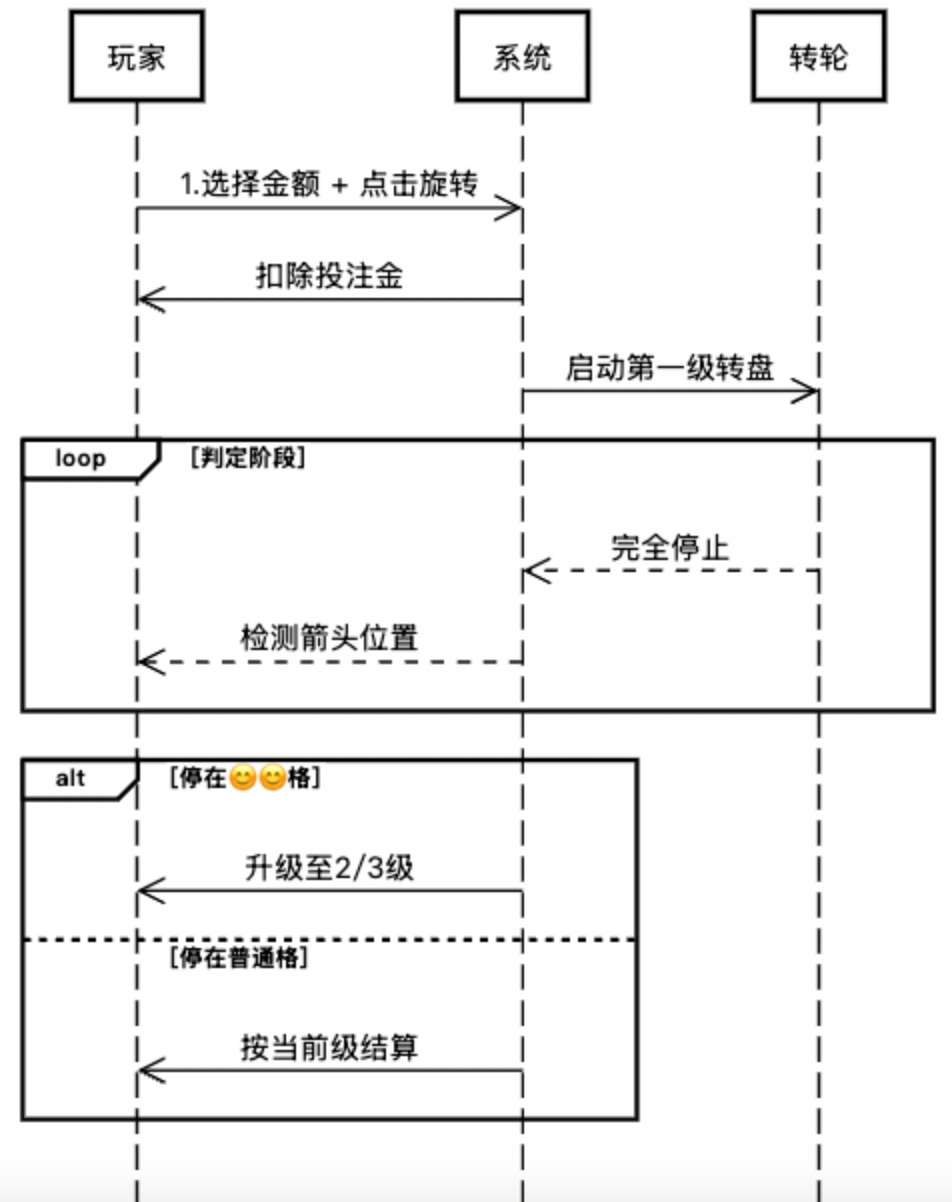 玩家 系统 转轮
1.选择金额 + 点击旋转
扣除投注金
启动第一级转盘
loop [判定阶段]
完全停止
检测箭头位置
alt [停在😊😊格]
升级至2/3级
[停在普通格]
按当前级结算